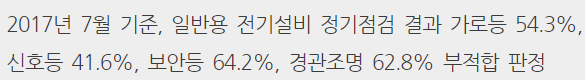 2017년 7월 기준, 일반용 전기설비 정기점검 결과 가로등 54.3%,
신호등 41.6%, 보안등 64.2%, 경관조명 62.8% 부적합 판정